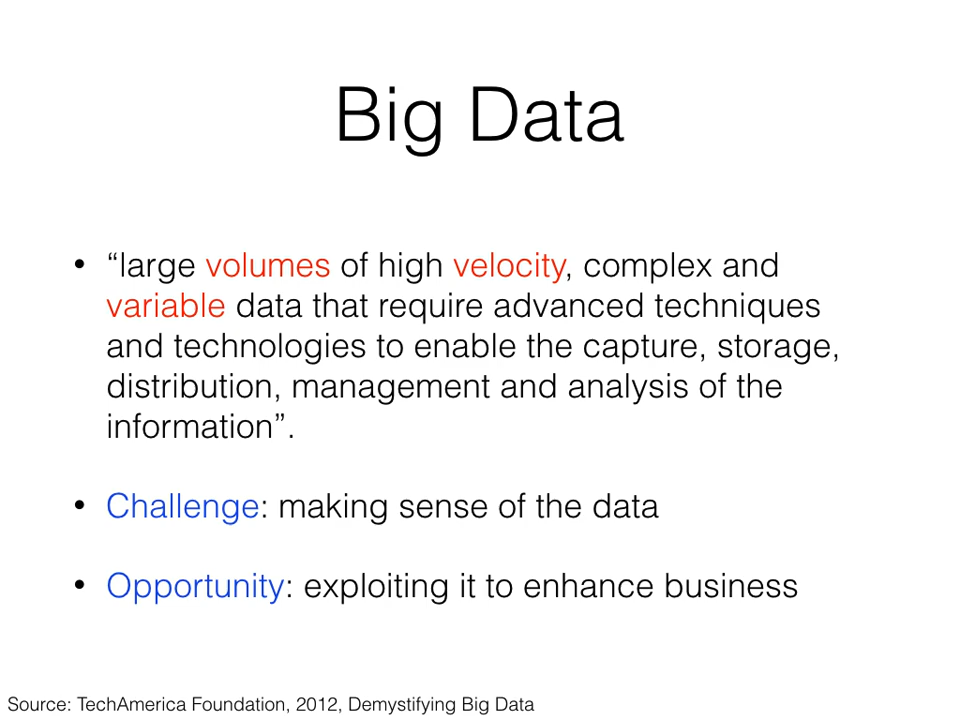 Big Data
• “large volumes of high velocity, complex and
variable data that require advanced techniques
and technologies to enable the capture, storage,
distribution, management and analysis of the
information”.
• Challenge: making sense of the data
• Opportunity: exploiting it to enhance business
Source: TechAmerica Foundation, 2012, Demystifying Big Data